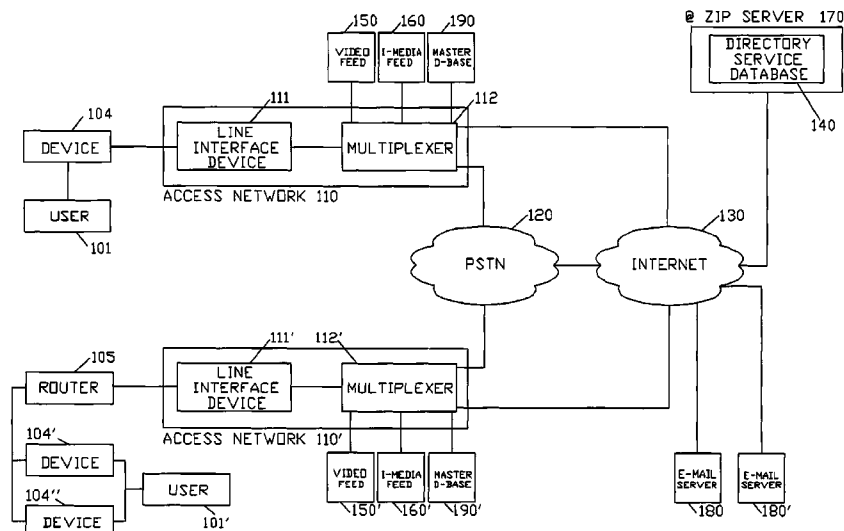 150 160 190 @ ZIP SERVER 170
VIDEO FEED
I-MEDIA FEED
MASTER D-BASE
DIRECTORY
SERVICE
DATABASE
140
104
111
112
DEVICE
LINE
INTERFACE
DEVICE
MULTIPLEXER
ACCESS NETWORK 110
USER
101
120
130
PSTN
INTERNET
105
111'
112'
ROUTER
LINE
INTERFACE
DEVICE
MULTIPLEXER
ACCESS NETWORK 110'
104'
DEVICE
104''
DEVICE
USER
101'
VIDEO FEED
I-MEDIA FEED
MASTER D-BASE
150' 160' 190'
E-MAIL SERVER
E-MAIL SERVER
180 180'